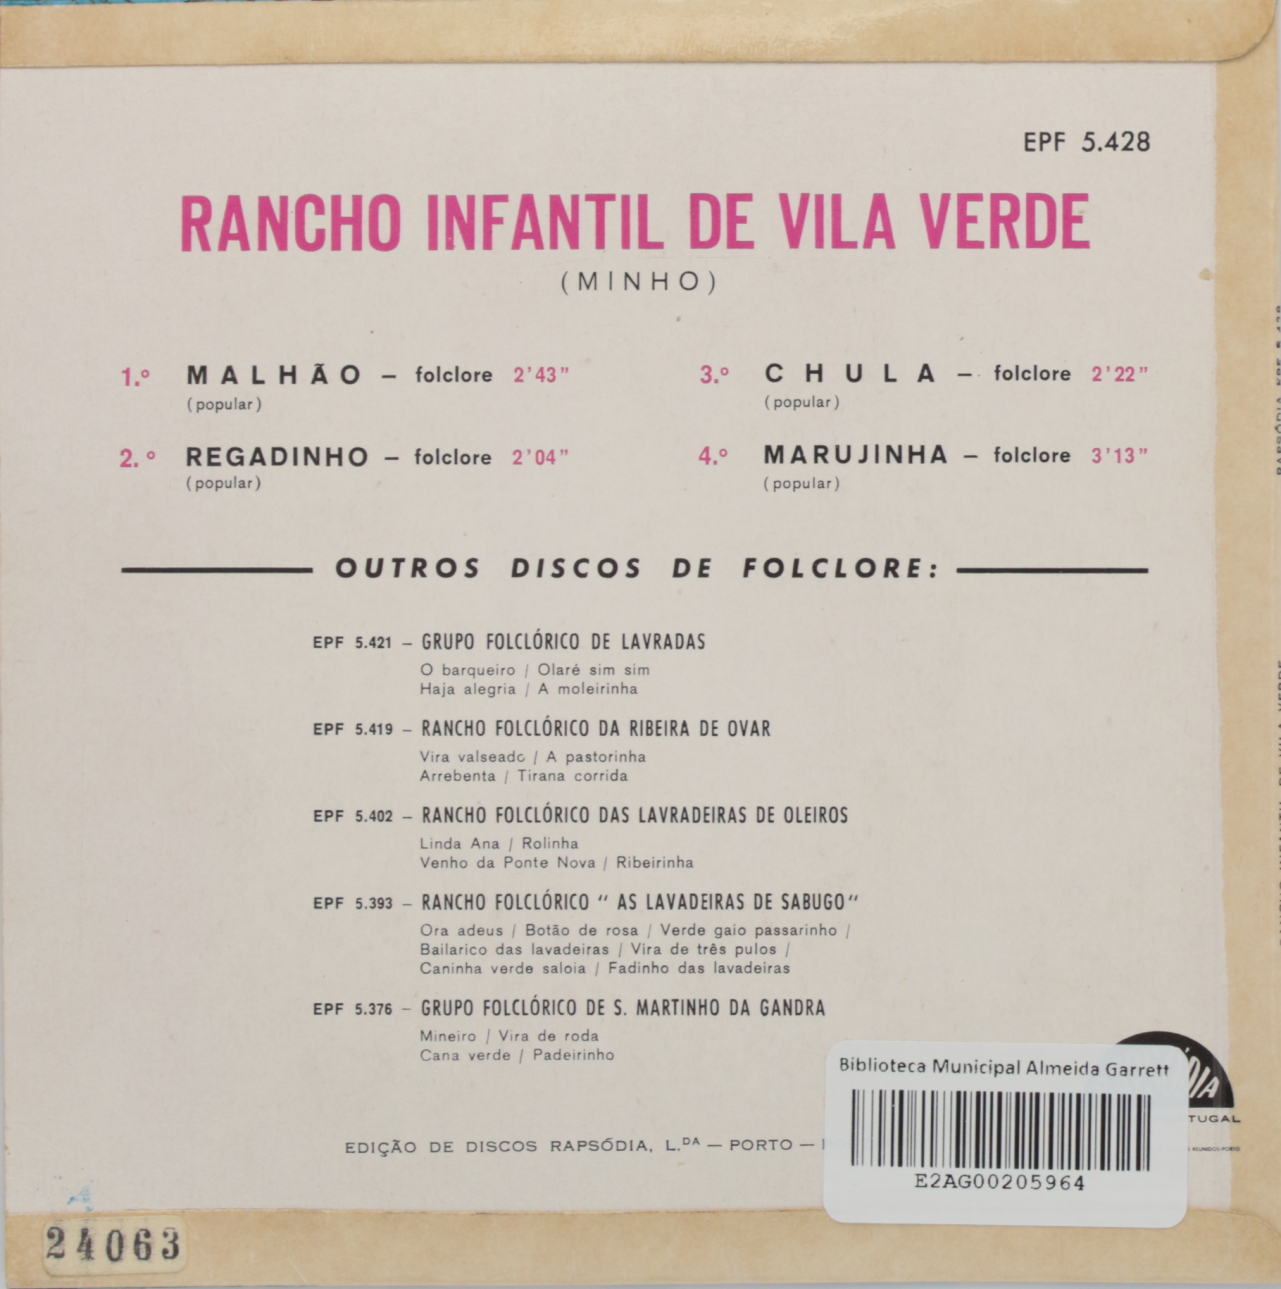 EPF 5.428
RANCHO INFANTIL DE VILA VERDE
(MINHO)
1.º MALHÃO – folclore 2'43"
(popular)
2.º REGADINHO – folclore 2'04"
(popular)
3.º CHULA – folclore 2'22"
(popular)
4.º MARUJINHA – folclore 3'13"
(popular)
OUTROS DISCOS DE FOLCLORE:
EPF 5.421 – GRUPO FOLCLÓRICO DE LAVRADAS
O barqueiro / Olaré sim sim
Haja alegria / A moleirinha
EPF 5.419 – RANCHO FOLCLÓRICO DA RIBEIRA DE OVAR
Vira valseado / A pastorinha
Arrebenta / Tirana corrida
EPF 5.402 – RANCHO FOLCLÓRICO DAS LAVRADEIRAS DE OLEIROS
Linda Ana / Rolinha
Venho da Ponte Nova / Ribeirinha
EPF 5.393 – RANCHO FOLCLÓRICO " AS LAVADEIRAS DE SABUGO"
Ora adeus / Botão de rosa / Verde gaio passarinho /
Bailarico das lavadeiras / Vira de três pulos /
Caninha verde saloia / Fadinho das lavadeiras
EPF 5.376 – GRUPO FOLCLÓRICO DE S. MARTINHO DA GANDRA
Mineiro / Vira de roda
Cana verde / Padeirinho
EDIÇÃO DE DISCOS RAPSÓDIA, L.DA — PORTO —
Biblioteca Municipal Almeida Garrett
E2AG00205964
TUGAL
24063